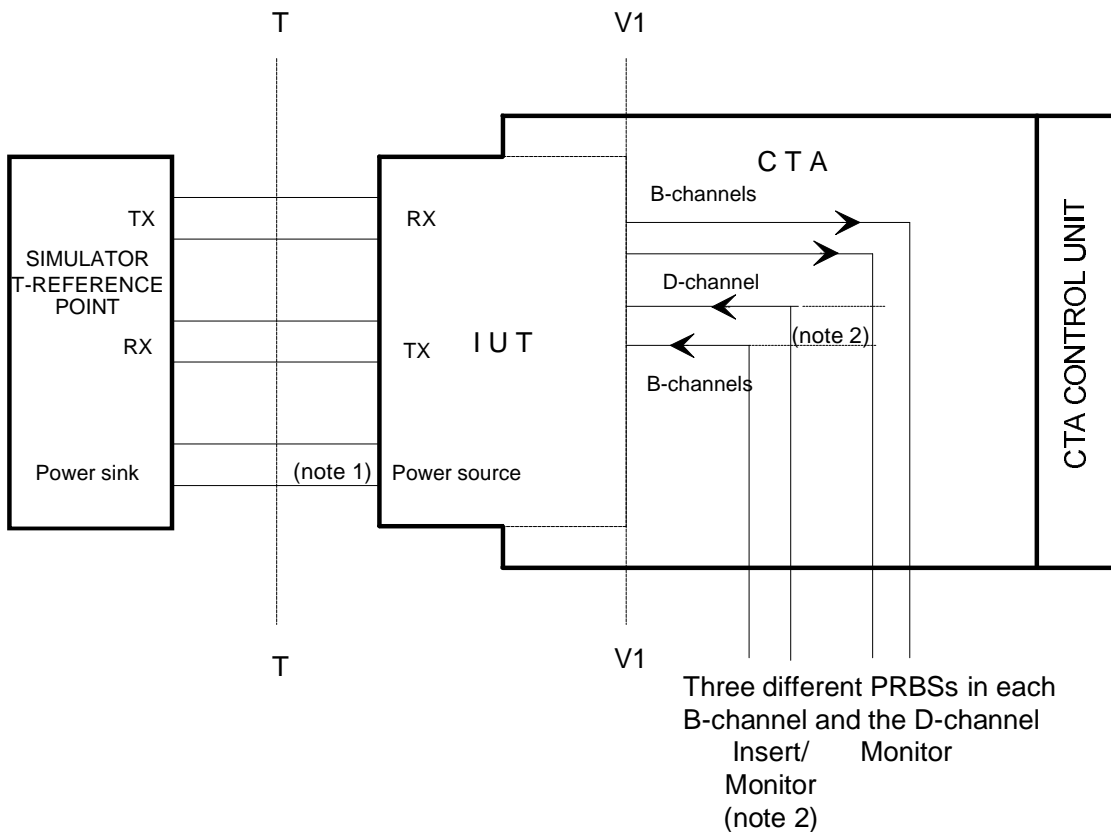 T
V1
C T A
B-channels
TX
RX
SIMULATOR
T-REFERENCE
POINT
D-channel
(note 2)
RX
TX
I U T
B-channels
Power sink
(note 1)
Power source
CTA CONTROL UNIT
T
V1
Three different PRBSs in each
B-channel and the D-channel
Insert/ Monitor
Monitor
(note 2)